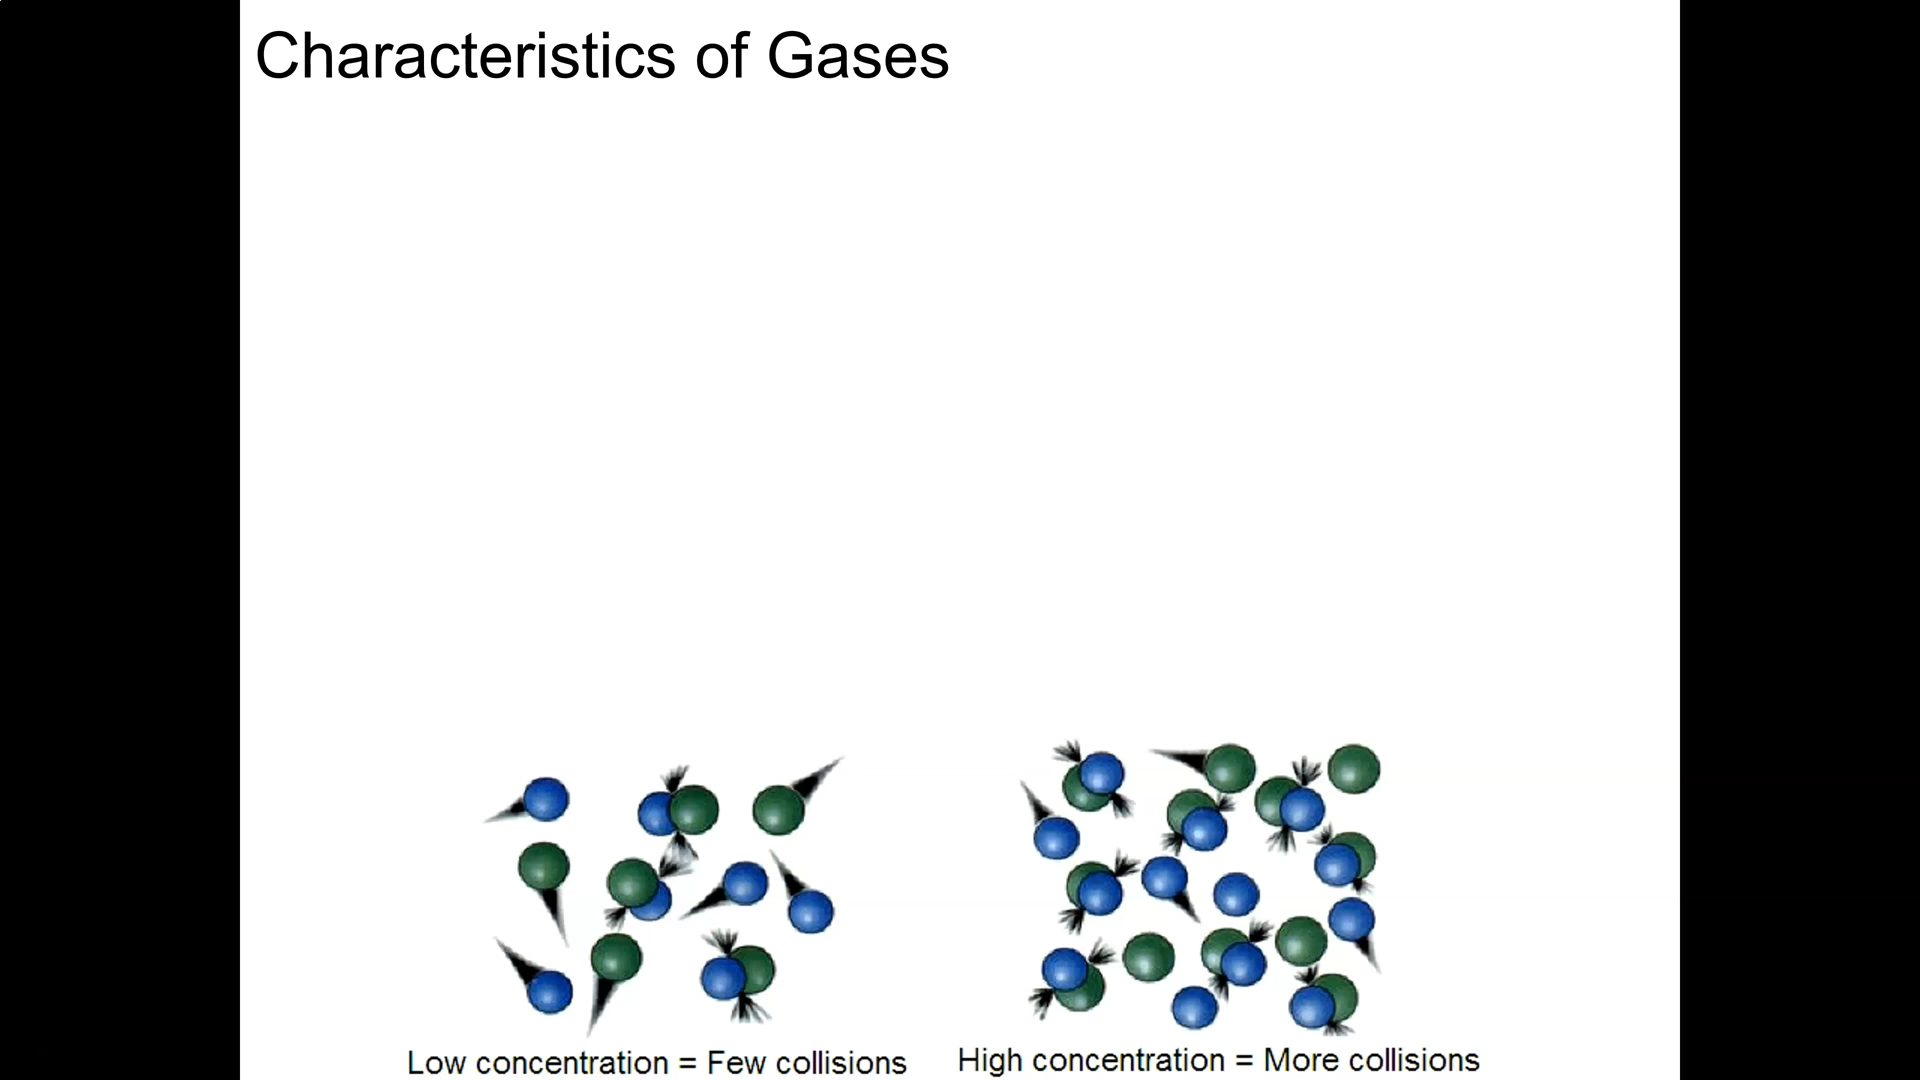 Characteristics of Gases
Low concentration = Few collisions
High concentration = More collisions